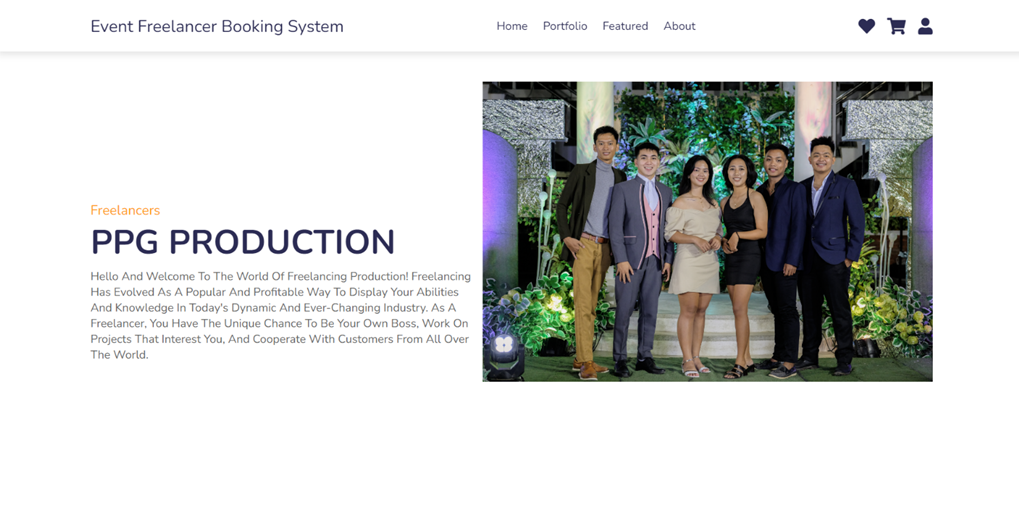 Event Freelancer Booking System
Home Portfolio Featured About
Freelancers
PPG PRODUCTION
Hello And Welcome To The World Of Freelancing Production! Freelancing
Has Evolved As A Popular And Profitable Way To Display Your Abilities
And Knowledge In Today's Dynamic And Ever-Changing Industry. As A
Freelancer, You Have The Unique Chance To Be Your Own Boss, Work On
Projects That Interest You, And Cooperate With Customers From All Over
The World.